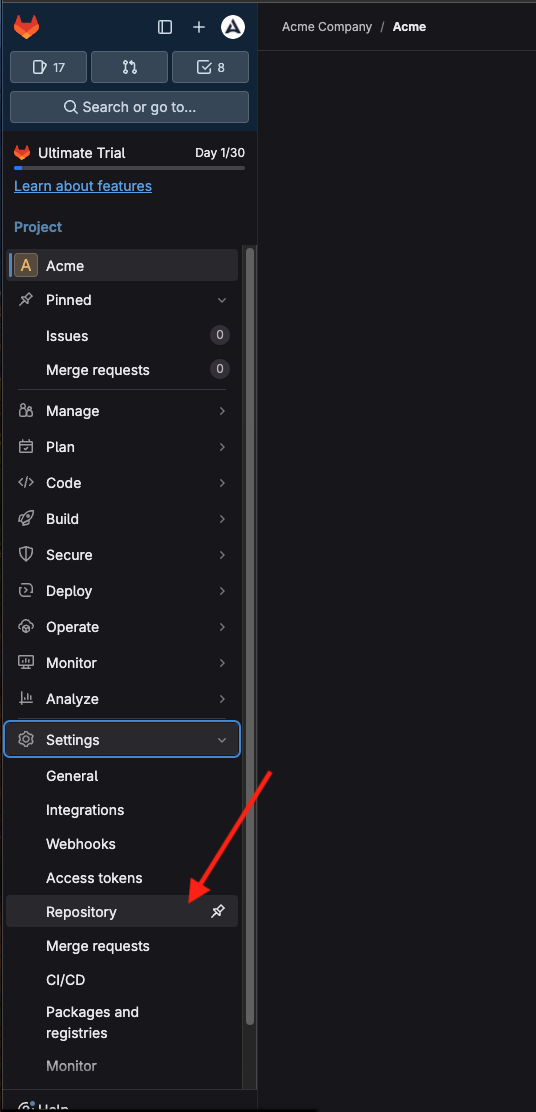 Acme Company / Acme
17
8
Search or go to...
Ultimate Trial Day 1/30
Learn about features
Project
A Acme
Pinned
Issues 0
Merge requests 0
Manage
Plan
Code
Build
Secure
Deploy
Operate
Monitor
Analyze
Settings
General
Integrations
Webhooks
Access tokens
Repository
Merge requests
CI/CD
Packages and
registries
Monitor
Help